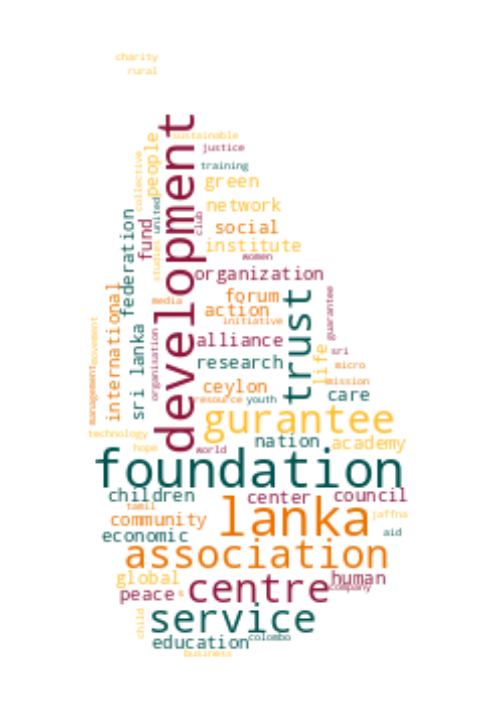 charity
rural
sustainable
development
justice
people
collective
training
green
united
network
club
fund
federation
social
institute
studies
women
organization
international
forum
media
action
trust
guarantee
initiative
movement
sri lanka
organisation
alliance
life
sri
research
micro
ceylon
mission
management
resource
youth
care
gurantee
technology
nation
academy
hope
world
foundation
children
center
council
tamil
lanka
community
jaffna
economic
aid
association
global
human
centre
company
peace
service
child
education
colombo
business